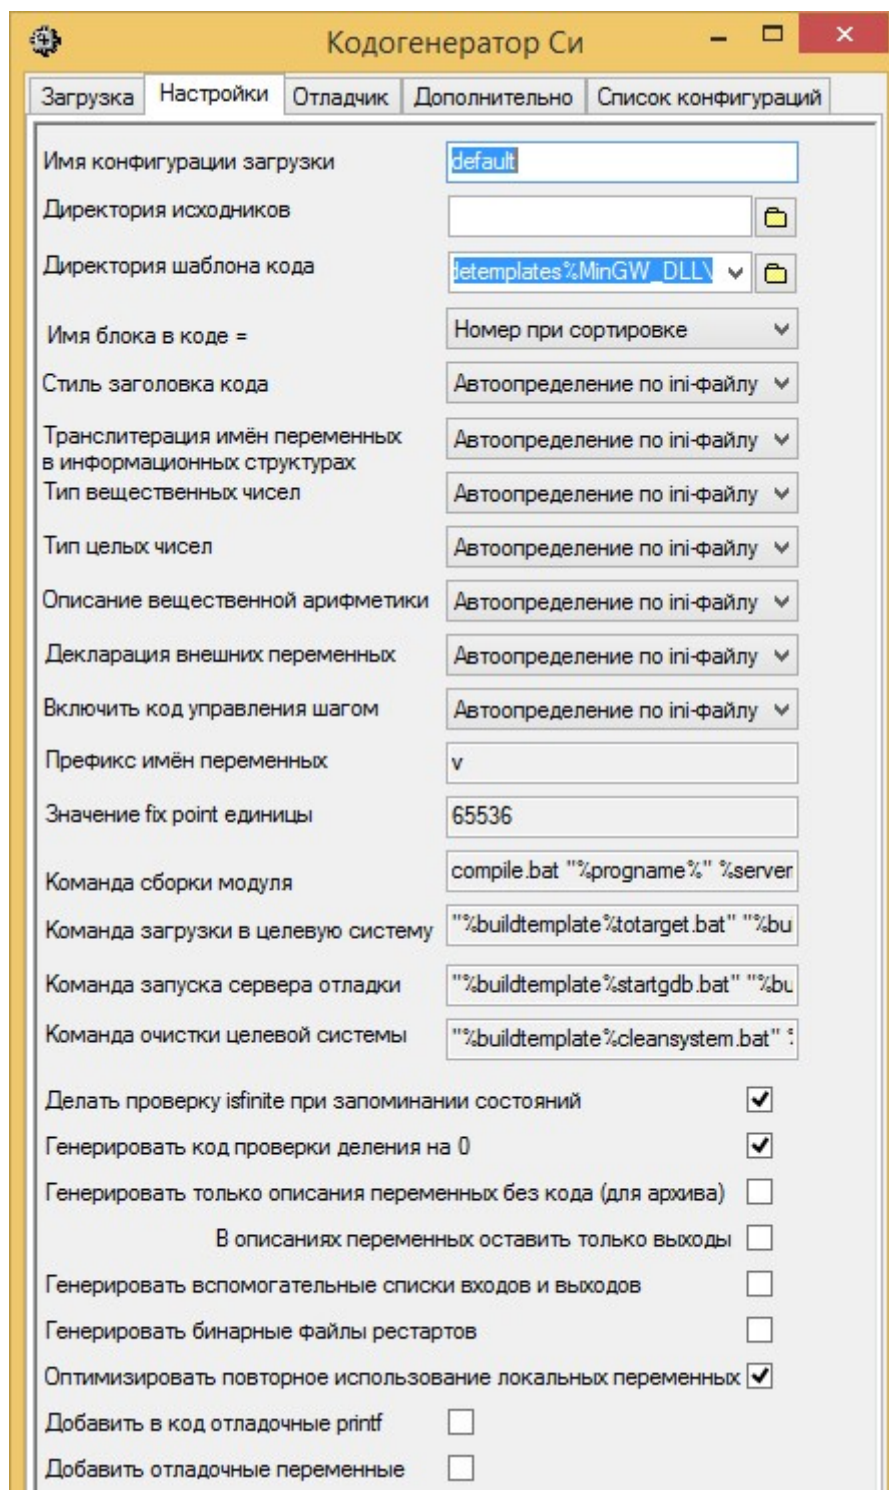 Кодогенератор Си
Загрузка Настройки Отладчик Дополнительно Список конфигураций
Имя конфигурации загрузки default
Директория исходников
Директория шаблона кода detemplates%MinGW_DLL\
Имя блока в коде = Номер при сортировке
Стиль заголовка кода Автоопределение по ini-файлу
Транслитерация имён переменных
в информационных структурах Автоопределение по ini-файлу
Тип вещественных чисел Автоопределение по ini-файлу
Тип целых чисел Автоопределение по ini-файлу
Описание вещественной арифметики Автоопределение по ini-файлу
Декларация внешних переменных Автоопределение по ini-файлу
Включить код управления шагом Автоопределение по ini-файлу
Префикс имён переменных v
Значение fix point единицы 65536
Команда сборки модуля compile.bat "%progname%" %server
Команда загрузки в целевую систему "%buildtemplate%totarget.bat" "%bu
Команда запуска сервера отладки "%buildtemplate%startgdb.bat" "%bu
Команда очистки целевой системы "%buildtemplate%cleansystem.bat" %
Делать проверку isfinite при запоминании состояний
Генерировать код проверки деления на 0
Генерировать только описания переменных без кода (для архива)
В описаниях переменных оставить только выходы
Генерировать вспомогательные списки входов и выходов
Генерировать бинарные файлы рестартов
Оптимизировать повторное использование локальных переменных
Добавить в код отладочные printf
Добавить отладочные переменные